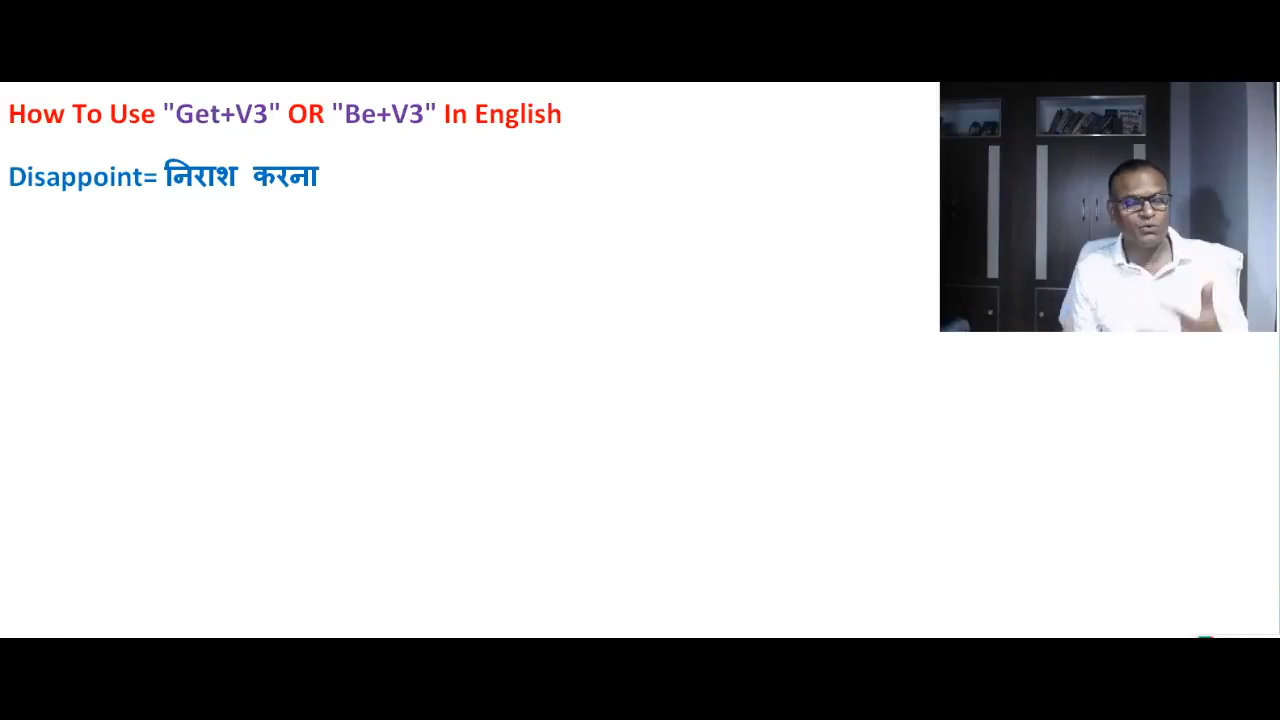 How To Use "Get+V3" OR "Be+V3" In English
Disappoint= निराश करना